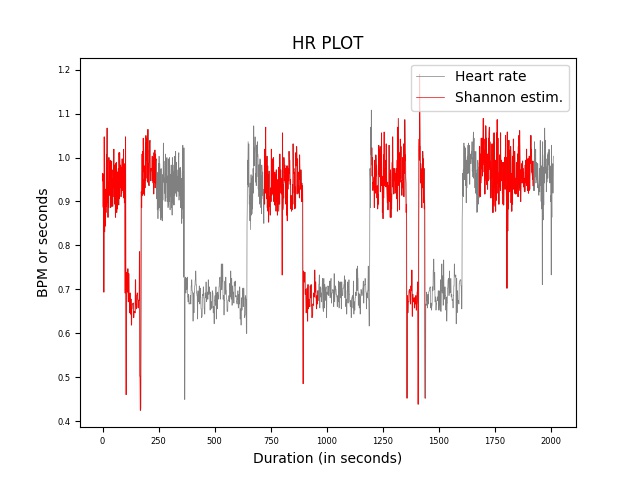 HR PLOT
Heart rate
Shannon estim.
BPM or seconds
1.2
1.1
1.0
0.9
0.8
0.7
0.6
0.5
0.4
0 250 500 750 1000 1250 1500 1750 2000
Duration (in seconds)